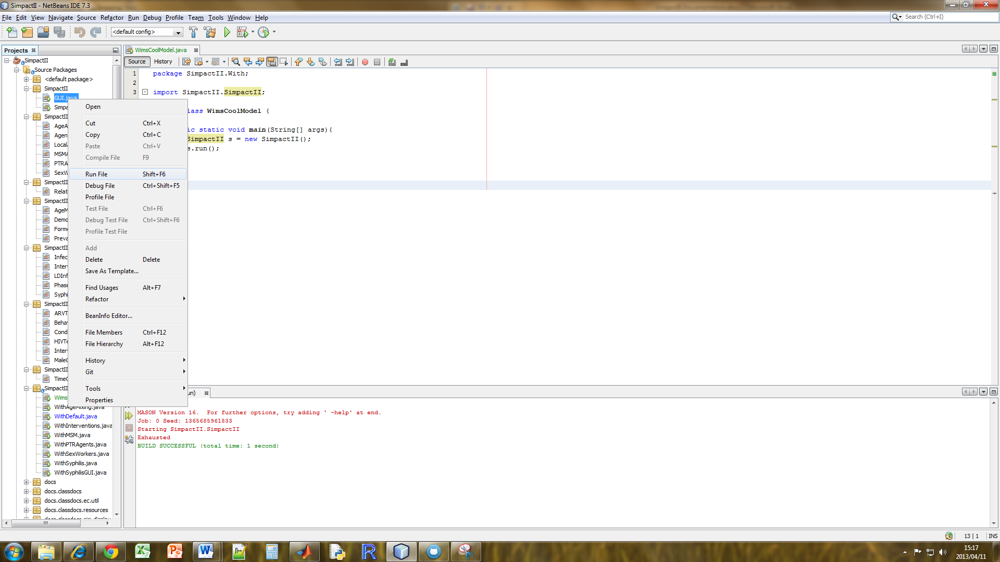 SimpactII - NetBeans IDE 7.3
File Edit View Navigate Source Refactor Run Debug Profile Team Tools Window Help
Search (Ctrl+I)
<default config>
Projects
WimsCoolModel.java
Source History
SimpactII
Source Packages
<default package>
SimpactII
GUI.java
Simpa
SimpactII
AgeA
Agen
Local
MSMA
PTRA
SexW
SimpactII
Relat
SimpactII
AgeM
Demo
Form
Preva
SimpactII
Infec
Inter
LDInf
Phase
Syphi
SimpactII
ARVT
Beha
Cond
HIVTe
Inter
MaleC
SimpactII
TimeO
SimpactII
Wims
WithAgeMixing.java
WithDefault.java
WithInterventions.java
WithMSM.java
WithPTRAgents.java
WithSexWorkers.java
WithSyphilis.java
WithSyphilisGUI.java
docs
docs.classdocs
docs.classdocs.ec.util
docs.classdocs.resources
docs.classdocs.sim.display
1 package SimpactII.With;
2
3 import SimpactII.SimpactII;
lass WimsCoolModel {
ic static void main(String[] args){
SimpactII s = new SimpactII();
s.run();
Open
Cut Ctrl+X
Copy Ctrl+C
Paste Ctrl+V
Compile File F9
Run File Shift+F6
Debug File Ctrl+Shift+F5
Profile File
Test File Ctrl+F6
Debug Test File Ctrl+Shift+F6
Profile Test File
Add
Delete Delete
Save As Template...
Find Usages Alt+F7
Refactor
BeanInfo Editor...
File Members Ctrl+F12
File Hierarchy Alt+F12
History
Git
Tools
Properties
un)
MASON Version 16. For further options, try adding ' -help' at end.
Job: 0 Seed: 1365685961833
Starting SimpactII.SimpactII
Exhausted
BUILD SUCCESSFUL (total time: 1 second)
13 | 1 INS
15:17
2013/04/11